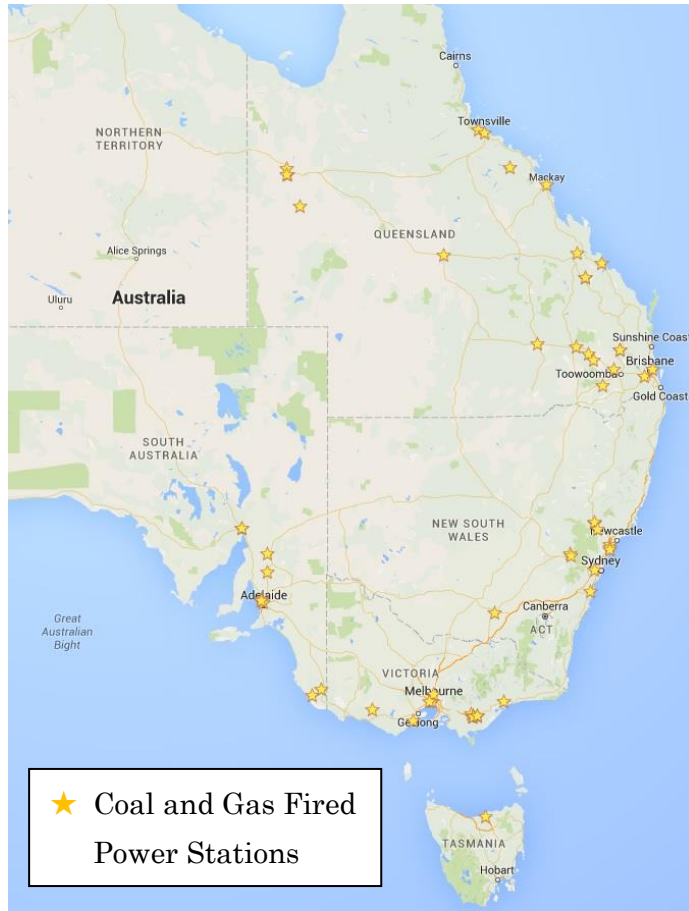 Cairns
Townsville
NORTHERN
TERRITORY
Mackay
QUEENSLAND
Alice Springs
Uluru
Australia
Sunshine Coast
Brisbane
Toowoomba
Gold Coast
SOUTH
AUSTRALIA
NEW SOUTH
WALES
Newcastle
Sydney
Adelaide
Canberra
ACT
Great
Australian
Bight
VICTORIA
Melbourne
Geelong
Coal and Gas Fired
Power Stations
TASMANIA
Hobart